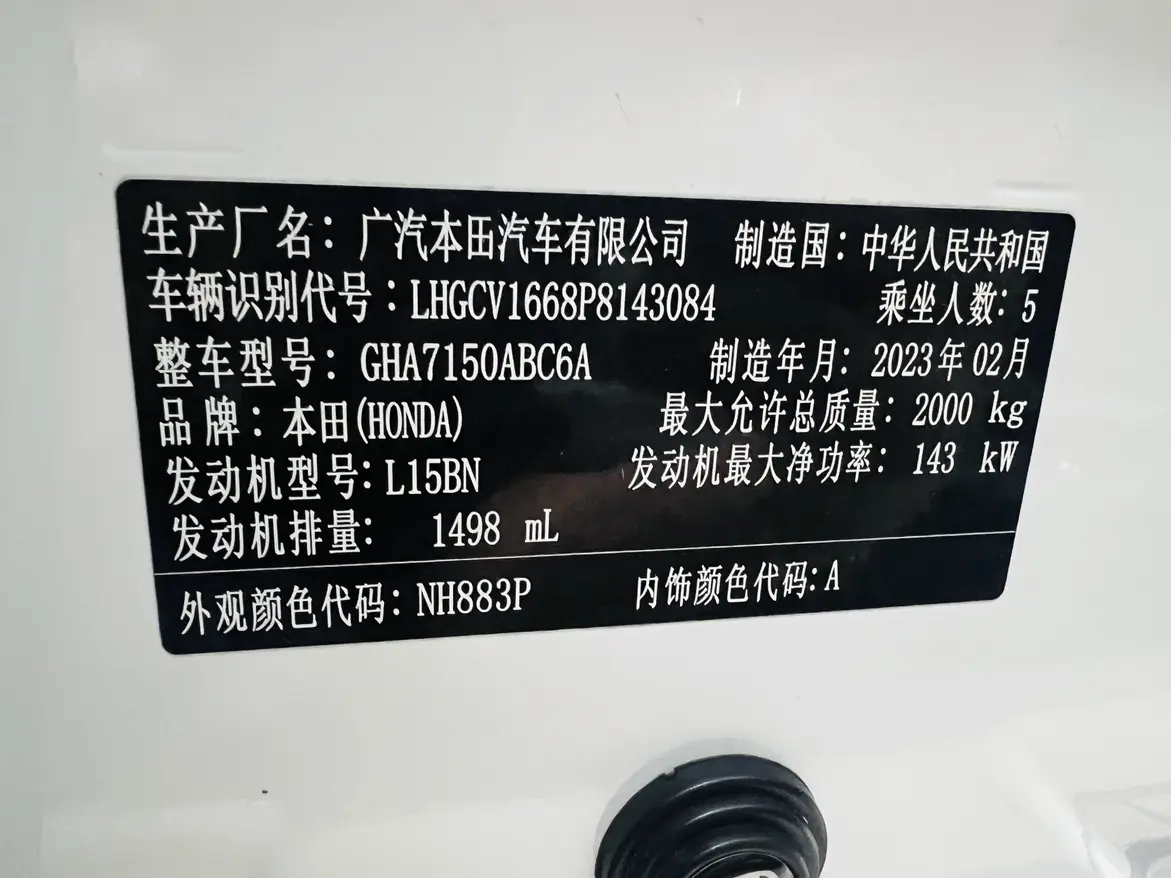 生产厂名：广汽本田汽车有限公司 制造国：中华人民共和国
车辆识别代号：LHGCV1668P8143084 乘坐人数：5
整车型号：GHA7150ABC6A 制造年月：2023年02月
品牌：本田(HONDA) 最大允许总质量：2000 kg
发动机型号：L15BN 发动机最大净功率：143 kW
发动机排量： 1498 mL
外观颜色代码：NH883P 内饰颜色代码：A